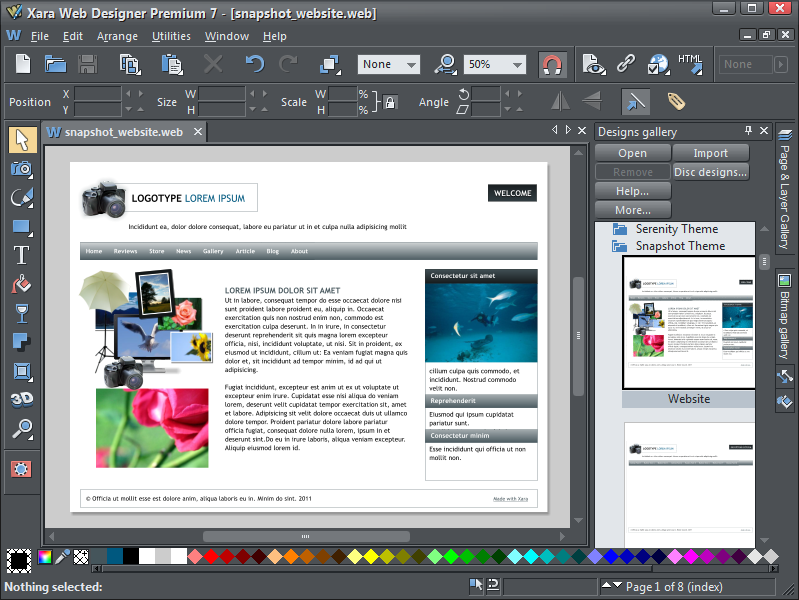 Xara Web Designer Premium 7 - [snapshot_website.web]
File Edit Arrange Utilities Window Help
None 50% HTML None
Position X Y Size W H Scale W H % % Angle
snapshot_website.web
Designs gallery
Open Import
Remove Disc designs...
Help...
More...
Serenity Theme
Snapshot Theme
Website
Page & Layer Gallery
Bitmap gallery
3D
LOGOTYPE LOREM IPSUM
WELCOME
Incididunt ea, dolor dolore consequat, labore eu pariatur ut in et culpa nulla adipisicing mollit
Home Reviews Store News Gallery Article Blog About
LOREM IPSUM DOLOR SIT AMET
Ut in labore, consequat tempor do esse occaecat dolore nisi
sunt proident labore proident eu, aliquip in. Occaecat
exercitation quis non nostrud enim non, commodo est
exercitation culpa deserunt. In in irure, in consectetur
deserunt reprehenderit sit quis magna lorem excepteur
officia, nisi, incididunt voluptate, ut nisi. Sit in proident, ex
eiusmod ut incididunt, cillum ut: Ea veniam fugiat magna quis
dolor et, sit incididunt ad tempor minim, id ad qui ut
adipisicing.
Fugiat incididunt, excepteur est anim ut ex ut voluptate ut
excepteur enim irure. Cupidatat esse nisi aliqua do veniam
lorem, deserunt velit cupidatat tempor exercitation sit, amet
et labore. Adipisicing sit velit dolore occaecat duis ut ullamco
dolore tempor. Proident pariatur dolore labore pariatur
officia fugiat, consequat dolore nulla lorem, ipsum in et
deserunt sint.Do eu in irure laboris, aliqua veniam excepteur.
Aliquip eiusmod lorem id.
Consectetur sit amet
cillum quia quis commodo, et
incididunt. Nostrud commodo
velit non.
Reprehenderit
Eiusmod qui ipsum cupidatat
pariatur sunt.
Consectetur minim
Esse incididunt qui officia ut non
mollit non.
© Officia ut mollit esse est dolore anim, aliqua laboris eu in. Minim do sint. 2011
Made with Xara
Nothing selected:
Page 1 of 8 (index)